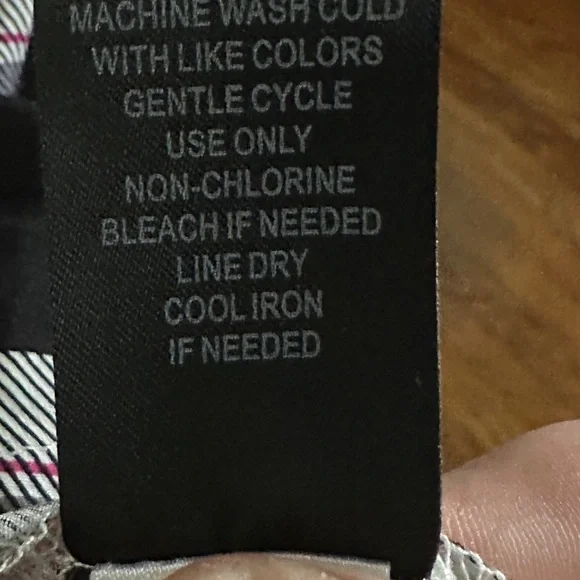 MACHINE WASH COLD
WITH LIKE COLORS
GENTLE CYCLE
USE ONLY
NON-CHLORINE
BLEACH IF NEEDED
LINE DRY
COOL IRON
IF NEEDED